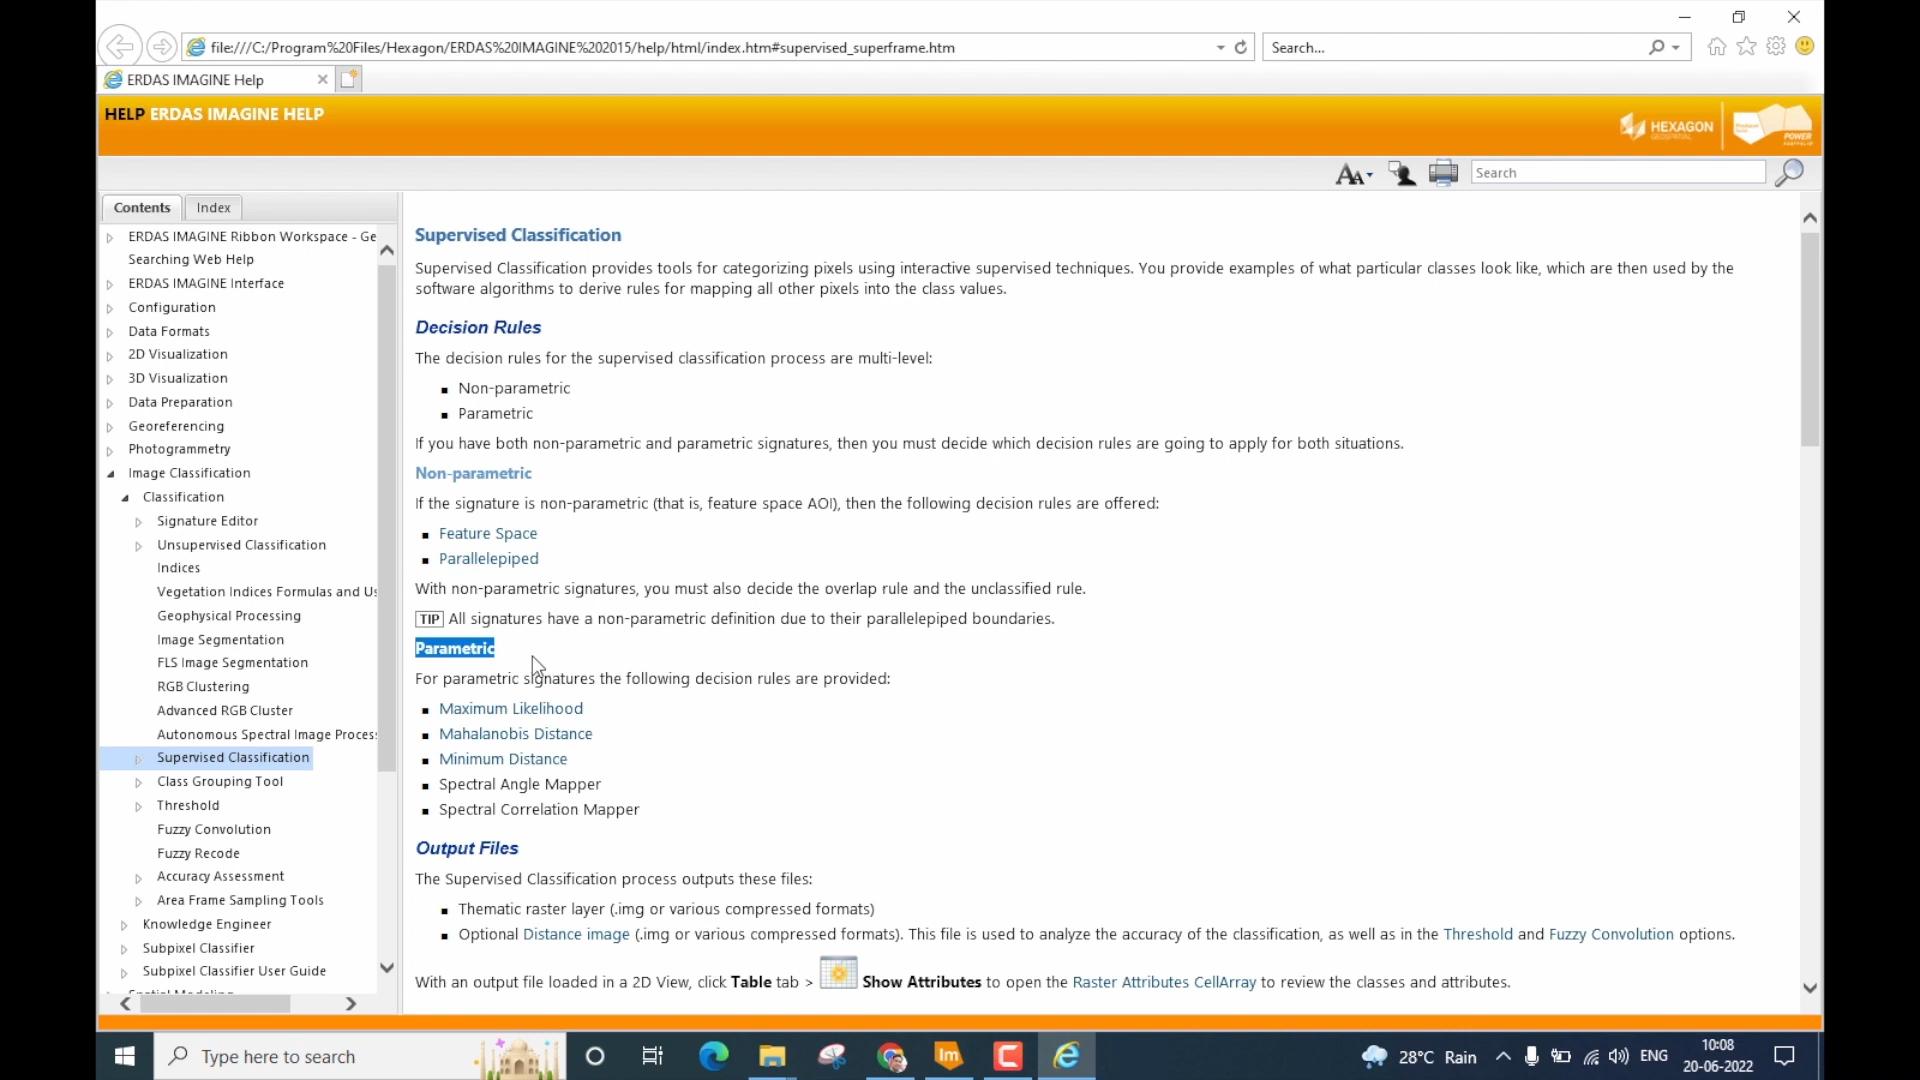 file:///C:/Program%20Files/Hexagon/ERDAS%20IMAGINE%202015/help/html/index.htm#supervised_superframe.htm
Search...
ERDAS IMAGINE Help
HELP ERDAS IMAGINE HELP
HEXAGON
GEOSPATIAL
POWER
PORTFOLIO
Search
Contents
Index
ERDAS IMAGINE Ribbon Workspace - Ge
Searching Web Help
ERDAS IMAGINE Interface
Configuration
Data Formats
2D Visualization
3D Visualization
Data Preparation
Georeferencing
Photogrammetry
Image Classification
Classification
Signature Editor
Unsupervised Classification
Indices
Vegetation Indices Formulas and Us
Geophysical Processing
Image Segmentation
FLS Image Segmentation
RGB Clustering
Advanced RGB Cluster
Autonomous Spectral Image Proces
Supervised Classification
Class Grouping Tool
Threshold
Fuzzy Convolution
Fuzzy Recode
Accuracy Assessment
Area Frame Sampling Tools
Knowledge Engineer
Subpixel Classifier
Subpixel Classifier User Guide
Spatial Modeling
Supervised Classification
Supervised Classification provides tools for categorizing pixels using interactive supervised techniques. You provide examples of what particular classes look like, which are then used by the
software algorithms to derive rules for mapping all other pixels into the class values.
Decision Rules
The decision rules for the supervised classification process are multi-level:
Non-parametric
Parametric
If you have both non-parametric and parametric signatures, then you must decide which decision rules are going to apply for both situations.
Non-parametric
If the signature is non-parametric (that is, feature space AOI), then the following decision rules are offered:
Feature Space
Parallelepiped
With non-parametric signatures, you must also decide the overlap rule and the unclassified rule.
TIP All signatures have a non-parametric definition due to their parallelepiped boundaries.
Parametric
For parametric signatures the following decision rules are provided:
Maximum Likelihood
Mahalanobis Distance
Minimum Distance
Spectral Angle Mapper
Spectral Correlation Mapper
Output Files
The Supervised Classification process outputs these files:
Thematic raster layer (.img or various compressed formats)
Optional Distance image (.img or various compressed formats). This file is used to analyze the accuracy of the classification, as well as in the Threshold and Fuzzy Convolution options.
With an output file loaded in a 2D View, click Table tab > Show Attributes to open the Raster Attributes CellArray to review the classes and attributes.
Type here to search
Im
28°C Rain
ENG
10:08
20-06-2022